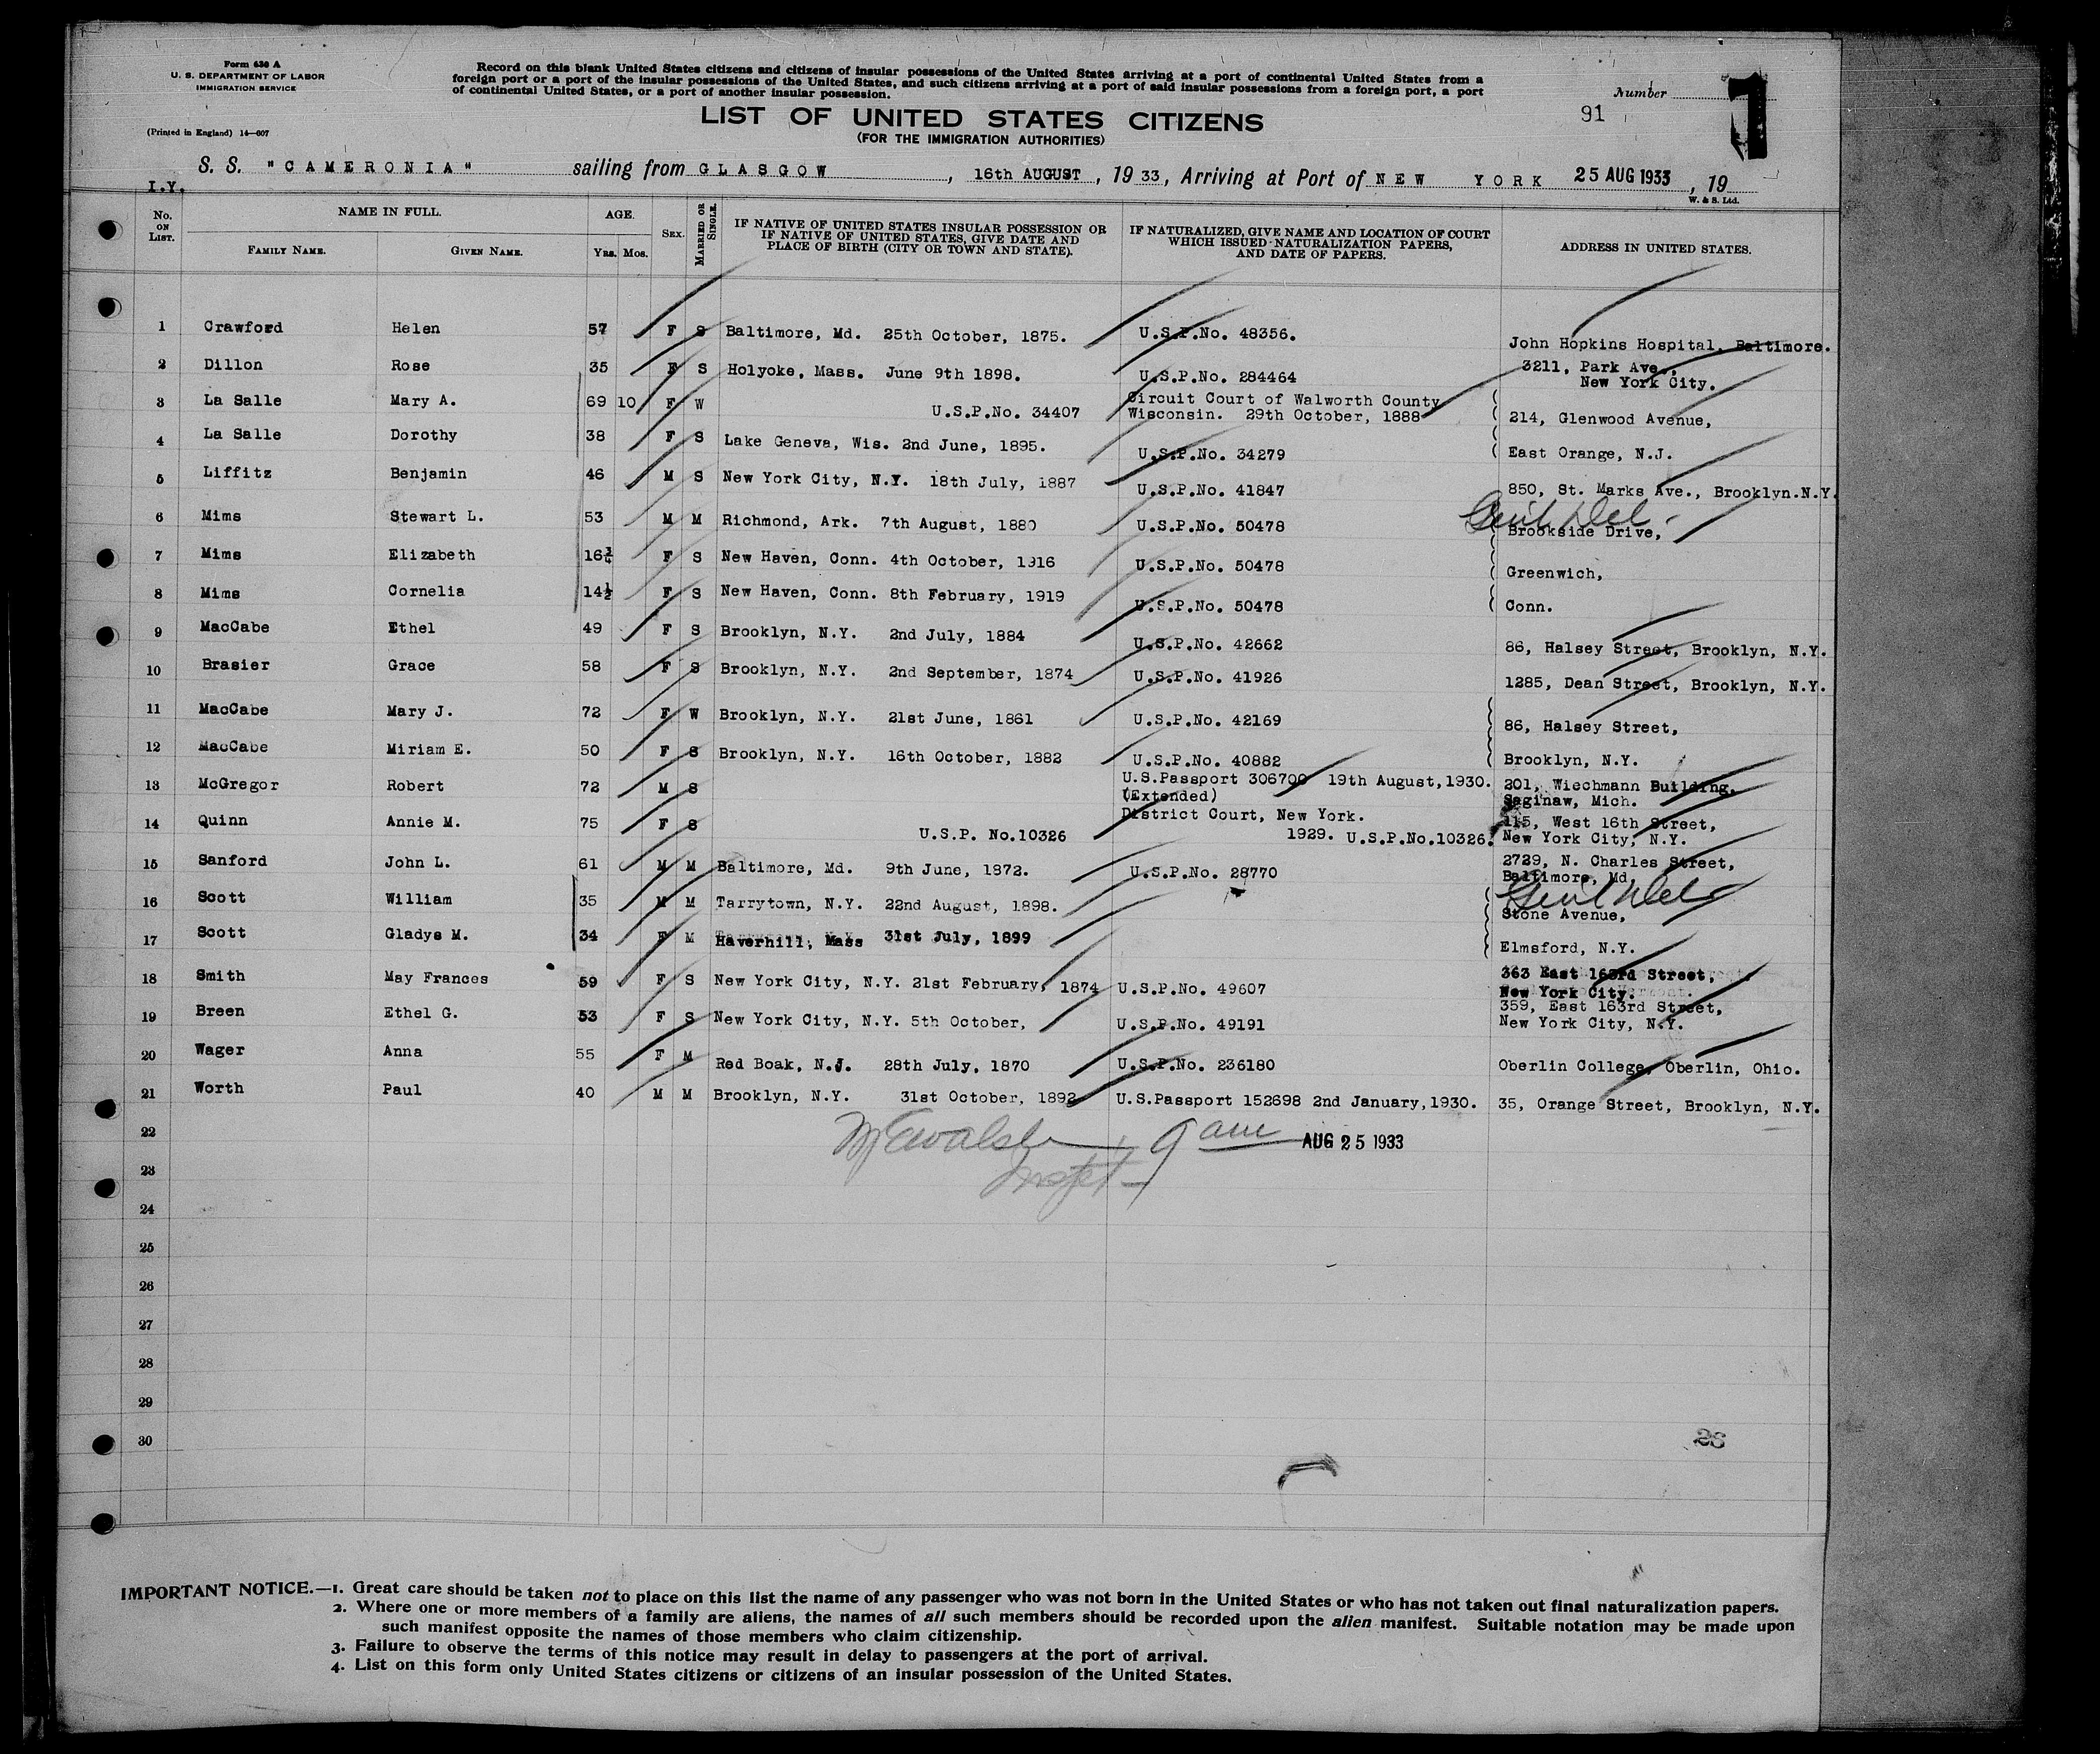 Form 630 A
U. S. DEPARTMENT OF LABOR
IMMIGRATION SERVICE
(Printed in England) 14—607
Record on this blank United States citizens and citizens of insular possessions of the United States arriving at a port of continental United States from a
foreign port or a port of the insular possessions of the United States, and such citizens arriving at a port of said insular possessions from a foreign port, a port
of continental United States, or a port of another insular possession.
Number 1
91
LIST OF UNITED STATES CITIZENS
(FOR THE IMMIGRATION AUTHORITIES)
S. S. "CAMERONIA" sailing from GLASGOW, 16th AUGUST, 1933, Arriving at Port of NEW YORK 25 AUG 1933, 19
I.Y. W. & S. Ltd.
No. ON LIST. NAME IN FULL. FAMILY NAME. GIVEN NAME. AGE. Yrs. Mos. SEX. MARRIED OR SINGLE. IF NATIVE OF UNITED STATES INSULAR POSSESSION OR IF NATIVE OF UNITED STATES, GIVE DATE AND PLACE OF BIRTH (CITY OR TOWN AND STATE). IF NATURALIZED, GIVE NAME AND LOCATION OF COURT WHICH ISSUED NATURALIZATION PAPERS, AND DATE OF PAPERS. ADDRESS IN UNITED STATES.
1 Crawford Helen 57 F S Baltimore, Md. 25th October, 1875. U.S.P.No. 48356. John Hopkins Hospital, Baltimore.
2 Dillon Rose 35 F S Holyoke, Mass. June 9th 1898. U.S.P.No. 284464 3211, Park Ave., New York City.
3 La Salle Mary A. 69 10 F W U.S.P.No. 34407 Circuit Court of Walworth County Wisconsin. 29th October, 1888 214, Glenwood Avenue,
4 La Salle Dorothy 38 F S Lake Geneva, Wis. 2nd June, 1895. U.S.P.No. 34279 East Orange, N.J.
5 Liffitz Benjamin 46 M S New York City, N.Y. 18th July, 1887 U.S.P.No. 41847 850, St. Marks Ave., Brooklyn.N.Y.
6 Mims Stewart L. 53 M M Richmond, Ark. 7th August, 1880 U.S.P.No. 50478 Gen'l Del - Brookside Drive,
7 Mims Elizabeth 16¾ F S New Haven, Conn. 4th October, 1916 U.S.P.No. 50478 Greenwich,
8 Mims Cornelia 14½ F S New Haven, Conn. 8th February, 1919 U.S.P.No. 50478 Conn.
9 MacCabe Ethel 49 F S Brooklyn, N.Y. 2nd July, 1884 U.S.P.No. 42662 86, Halsey Street, Brooklyn, N.Y.
10 Brasier Grace 58 F S Brooklyn, N.Y. 2nd September, 1874 U.S.P.No. 41926 1285, Dean Street, Brooklyn, N.Y.
11 MacCabe Mary J. 72 F W Brooklyn, N.Y. 21st June, 1861 U.S.P.No. 42169 86, Halsey Street,
12 MacCabe Miriam E. 50 F S Brooklyn, N.Y. 16th October, 1882 U.S.P.No. 40882 Brooklyn, N.Y.
13 McGregor Robert 72 M S U.S.Passport 306700 19th August,1930. (Extended) 201, Wiechmann Building, Saginaw, Mich.
14 Quinn Annie M. 75 F S U.S.P. No.10326 District Court, New York. 1929. U.S.P.No.10326. 115, West 16th Street, New York City, N.Y.
15 Sanford John L. 61 M M Baltimore, Md. 9th June, 1872. U.S.P.No. 28770 2729, N. Charles Street, Baltimore, Md
16 Scott William 35 M M Tarrytown, N.Y. 22nd August, 1898. Gen'l Del - Stone Avenue,
17 Scott Gladys M. 34 F M Haverhill, Mass 31st July, 1899 Elmsford, N.Y.
18 Smith May Frances 59 F S New York City, N.Y. 21st February, 1874 U.S.P.No. 49607 363 East 163rd Street, New York City.
19 Breen Ethel G. 53 F S New York City, N.Y. 5th October, U.S.P.No. 49191 359, East 163rd Street, New York City, N.Y.
20 Wager Anna 55 F M Red Boak, N.J. 28th July, 1870 U.S.P.No. 236180 Oberlin College, Oberlin, Ohio.
21 Worth Paul 40 M M Brooklyn, N.Y. 31st October, 1892 U.S.Passport 152698 2nd January,1930. 35, Orange Street, Brooklyn, N.Y.
22 9 am AUG 25 1933
23 Inspt -
24
25
26
27
28
29
30
IMPORTANT NOTICE.—1. Great care should be taken not to place on this list the name of any passenger who was not born in the United States or who has not taken out final naturalization papers.
2. Where one or more members of a family are aliens, the names of all such members should be recorded upon the alien manifest. Suitable notation may be made upon
such manifest opposite the names of those members who claim citizenship.
3. Failure to observe the terms of this notice may result in delay to passengers at the port of arrival.
4. List on this form only United States citizens or citizens of an insular possession of the United States.